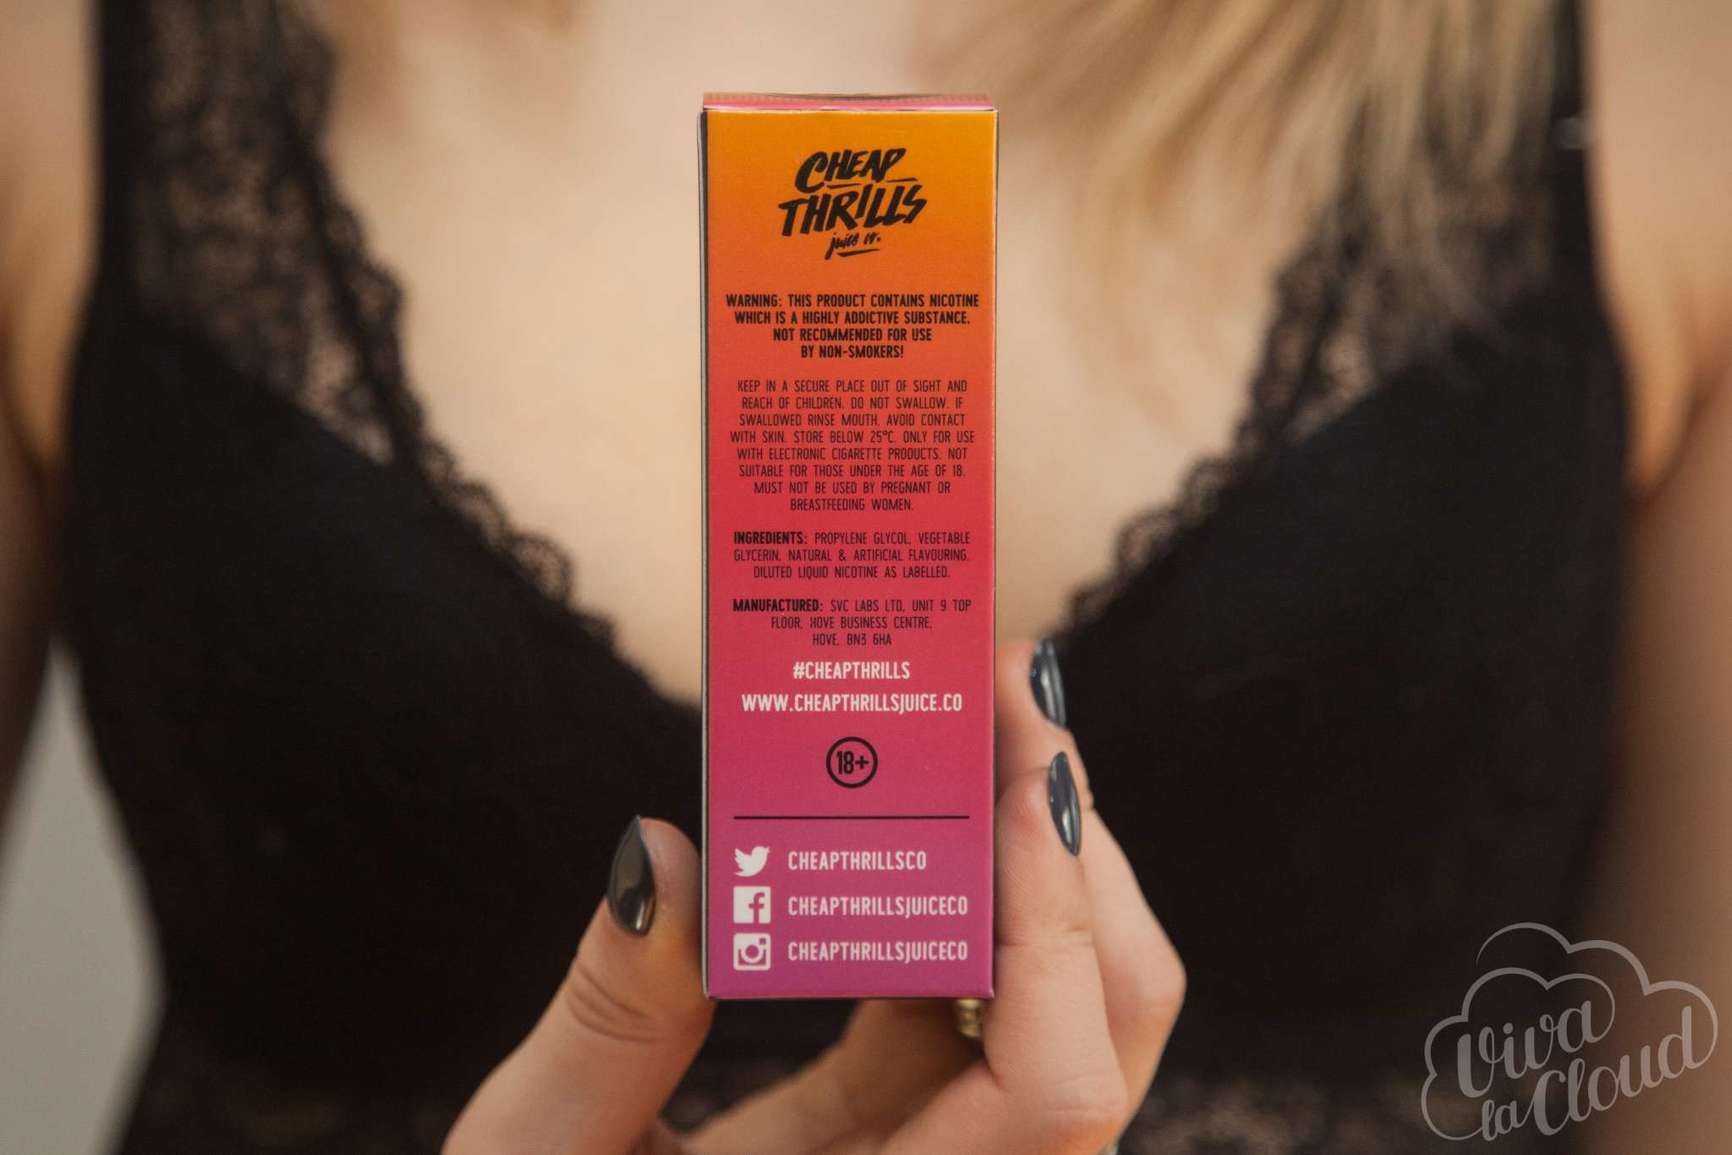 CHEAP
THRILLS
juice co.
WARNING: THIS PRODUCT CONTAINS NICOTINE
WHICH IS A HIGHLY ADDICTIVE SUBSTANCE.
NOT RECOMMENDED FOR USE
BY NON-SMOKERS!
KEEP IN A SECURE PLACE OUT OF SIGHT AND
REACH OF CHILDREN. DO NOT SWALLOW. IF
SWALLOWED RINSE MOUTH. AVOID CONTACT
WITH SKIN. STORE BELOW 25°C. ONLY FOR USE
WITH ELECTRONIC CIGARETTE PRODUCTS. NOT
SUITABLE FOR THOSE UNDER THE AGE OF 18.
MUST NOT BE USED BY PREGNANT OR
BREASTFEEDING WOMEN.
INGREDIENTS: PROPYLENE GLYCOL, VEGETABLE
GLYCERIN, NATURAL & ARTIFICIAL FLAVOURING.
DILUTED LIQUID NICOTINE AS LABELLED.
MANUFACTURED: SVC LABS LTD, UNIT 9 TOP
FLOOR, HOVE BUSINESS CENTRE,
HOVE, BN3 6HA
#CHEAPTHRILLS
WWW.CHEAPTHRILLSJUICE.CO
18+
CHEAPTHRILLSCO
CHEAPTHRILLSJUICECO
CHEAPTHRILLSJUICECO
Viva
la Cloud